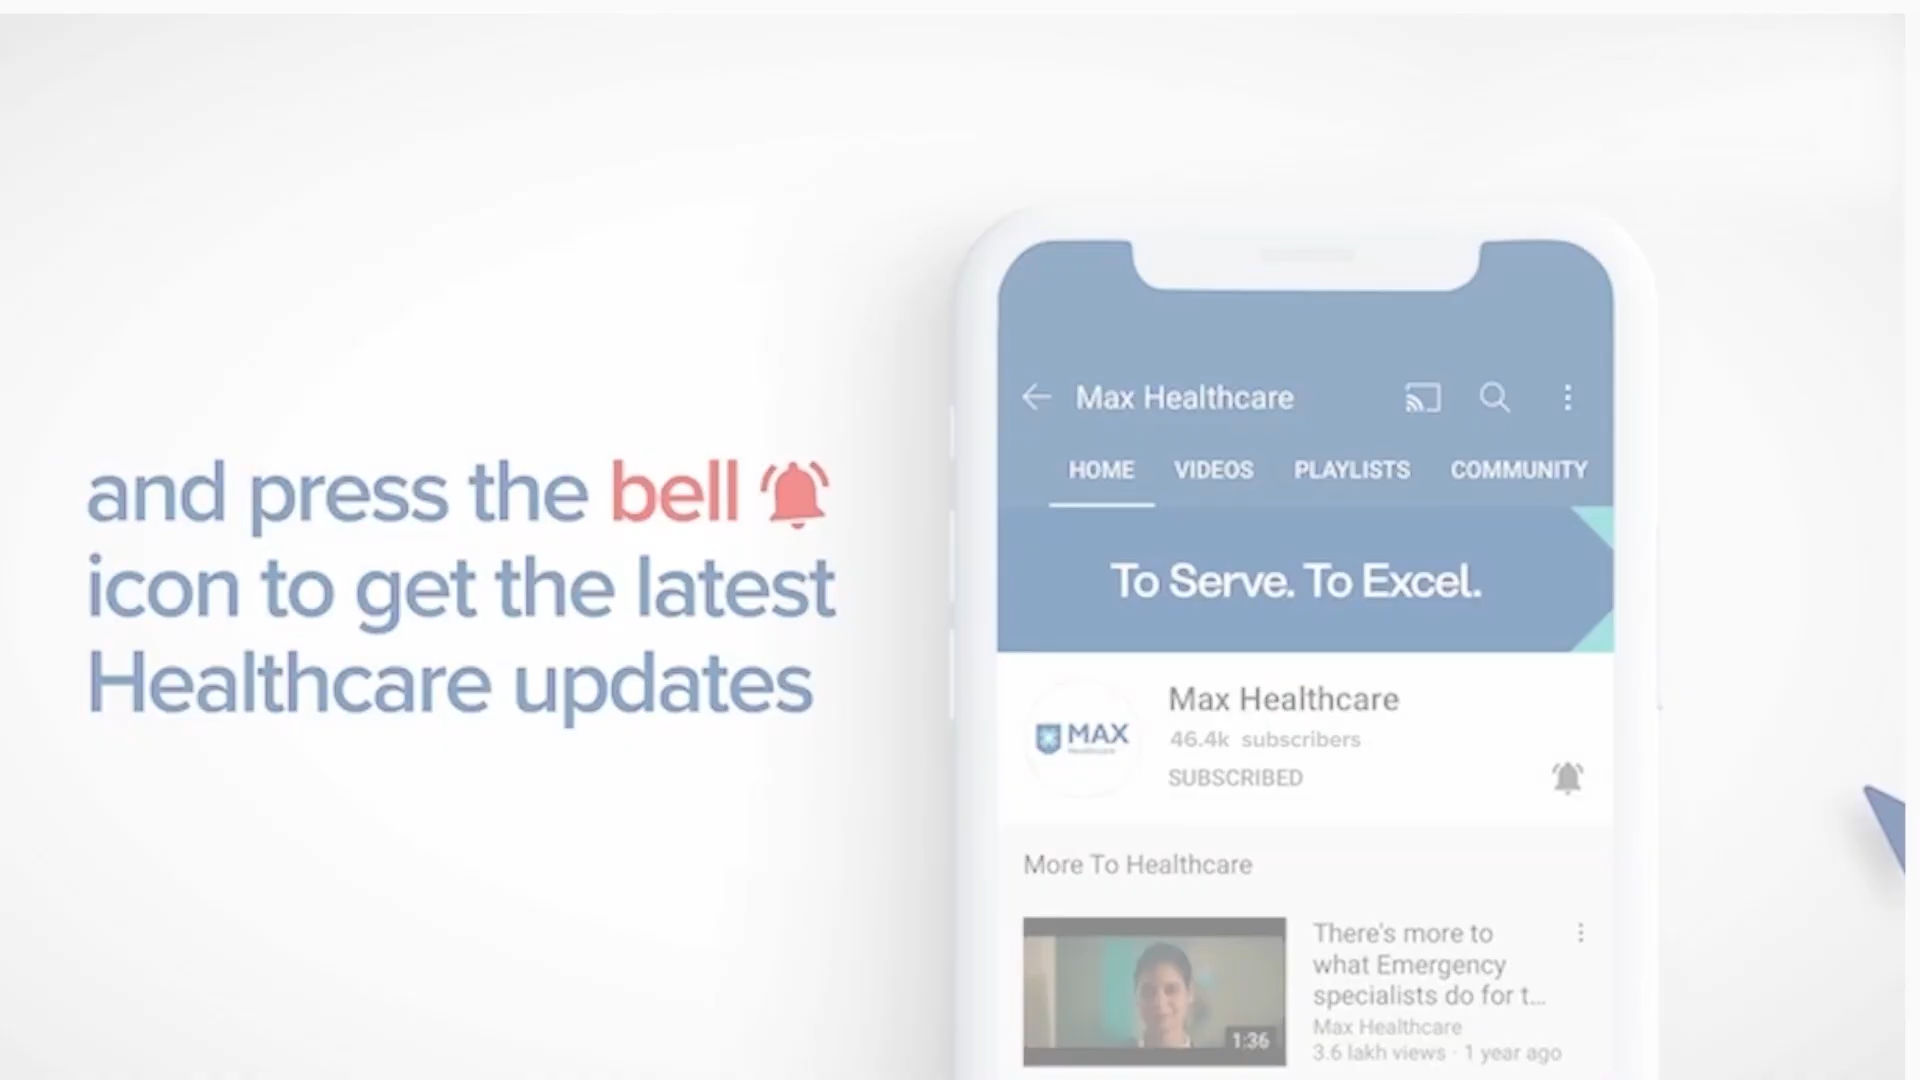 and press the bell
icon to get the latest
Healthcare updates
Max Healthcare
HOME VIDEOS PLAYLISTS COMMUNITY
To Serve. To Excel.
MAX
Healthcare
Max Healthcare
46.4k subscribers
SUBSCRIBED
More To Healthcare
1:36
There's more to
what Emergency
specialists do for t...
Max Healthcare
3.6 lakh views · 1 year ago